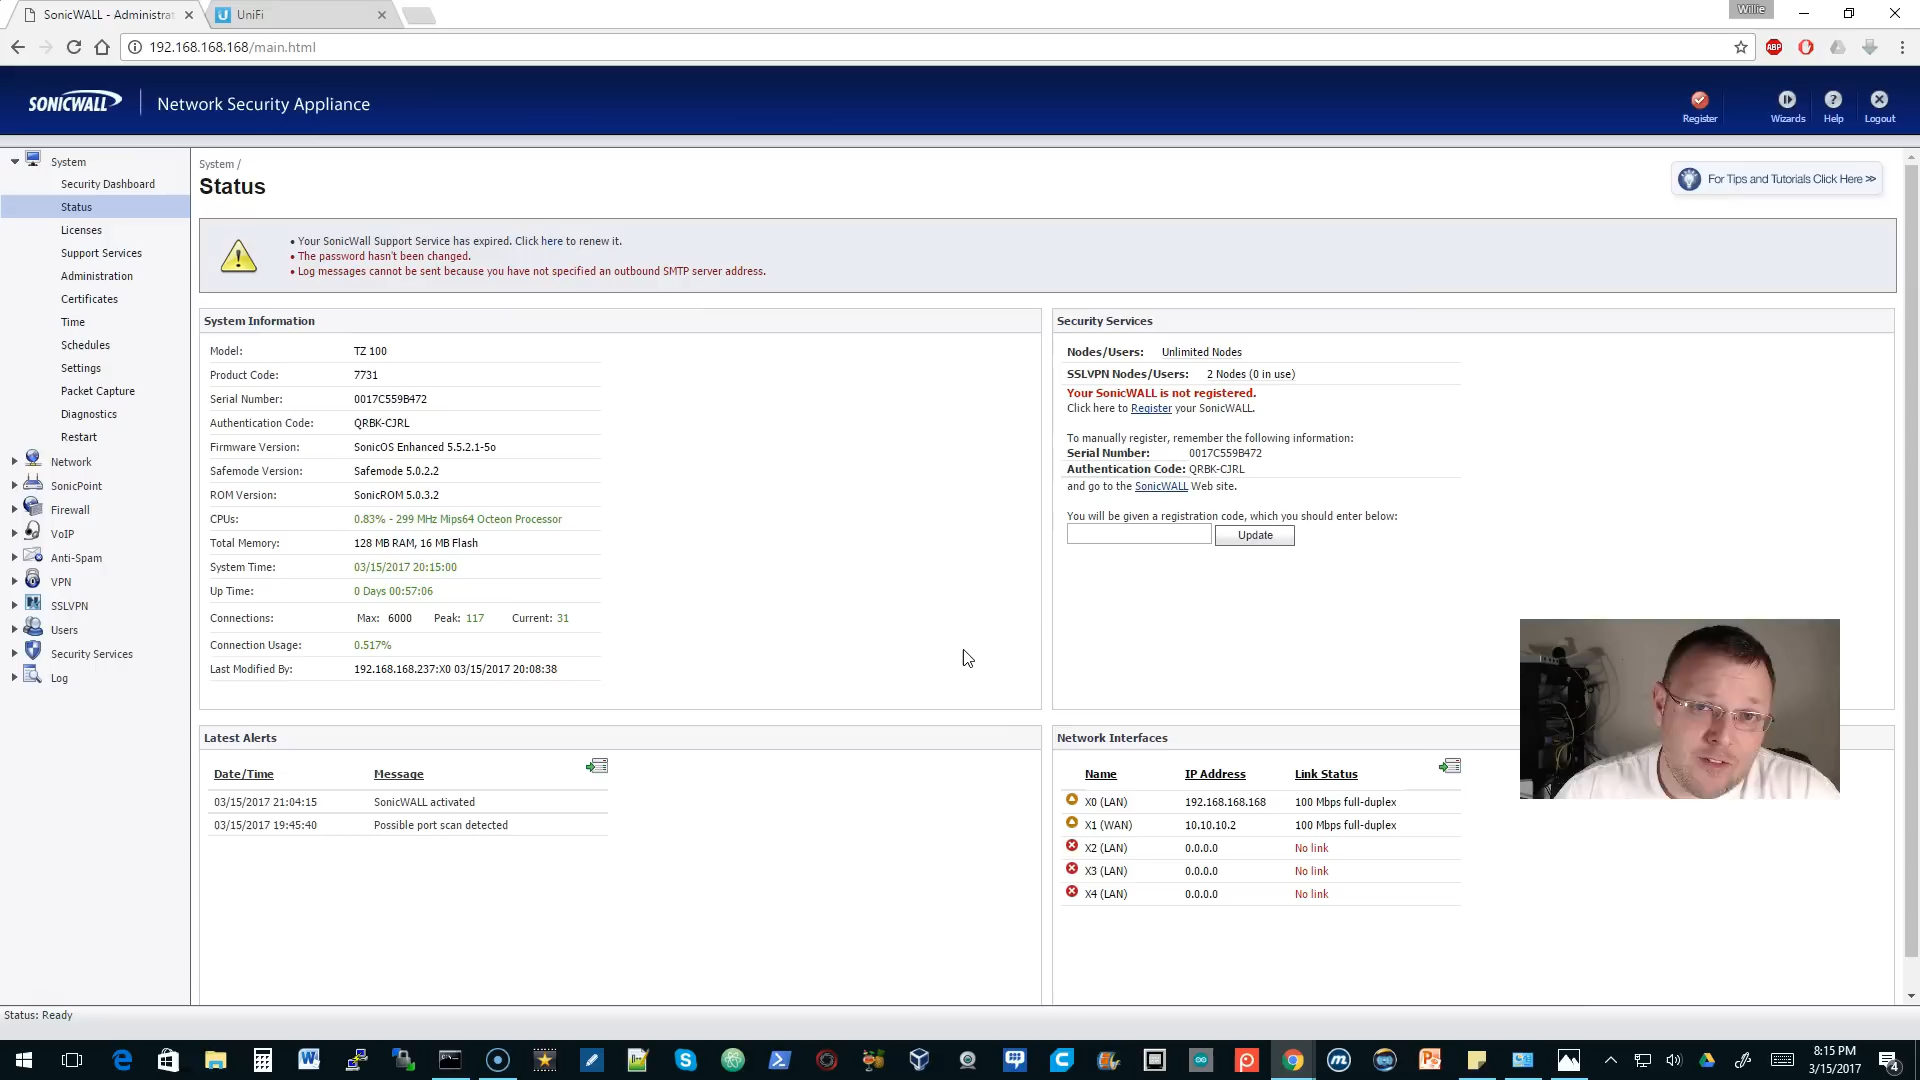 SonicWALL - Administrat
UniFi
Willie
192.168.168.168/main.html
ABP
SONICWALL
Network Security Appliance
Register
Wizards
Help
Logout
System
Security Dashboard
Status
Licenses
Support Services
Administration
Certificates
Time
Schedules
Settings
Packet Capture
Diagnostics
Restart
Network
SonicPoint
Firewall
VoIP
Anti-Spam
VPN
SSLVPN
Users
Security Services
Log
System /
Status
For Tips and Tutorials Click Here >>
• Your SonicWall Support Service has expired. Click here to renew it.
• The password hasn't been changed.
• Log messages cannot be sent because you have not specified an outbound SMTP server address.
System Information
Model: TZ 100
Product Code: 7731
Serial Number: 0017C559B472
Authentication Code: QRBK-CJRL
Firmware Version: SonicOS Enhanced 5.5.2.1-5o
Safemode Version: Safemode 5.0.2.2
ROM Version: SonicROM 5.0.3.2
CPUs: 0.83% - 299 MHz Mips64 Octeon Processor
Total Memory: 128 MB RAM, 16 MB Flash
System Time: 03/15/2017 20:15:00
Up Time: 0 Days 00:57:06
Connections: Max: 6000 Peak: 117 Current: 31
Connection Usage: 0.517%
Last Modified By: 192.168.168.237:X0 03/15/2017 20:08:38
Security Services
Nodes/Users: Unlimited Nodes
SSLVPN Nodes/Users: 2 Nodes (0 in use)
Your SonicWALL is not registered.
Click here to Register your SonicWALL.
To manually register, remember the following information:
Serial Number: 0017C559B472
Authentication Code: QRBK-CJRL
and go to the SonicWALL Web site.
You will be given a registration code, which you should enter below:
Update
Latest Alerts
Date/Time Message
03/15/2017 21:04:15 SonicWALL activated
03/15/2017 19:45:40 Possible port scan detected
Network Interfaces
Name IP Address Link Status
X0 (LAN) 192.168.168.168 100 Mbps full-duplex
X1 (WAN) 10.10.10.2 100 Mbps full-duplex
X2 (LAN) 0.0.0.0 No link
X3 (LAN) 0.0.0.0 No link
X4 (LAN) 0.0.0.0 No link
Status: Ready
8:15 PM
3/15/2017
4